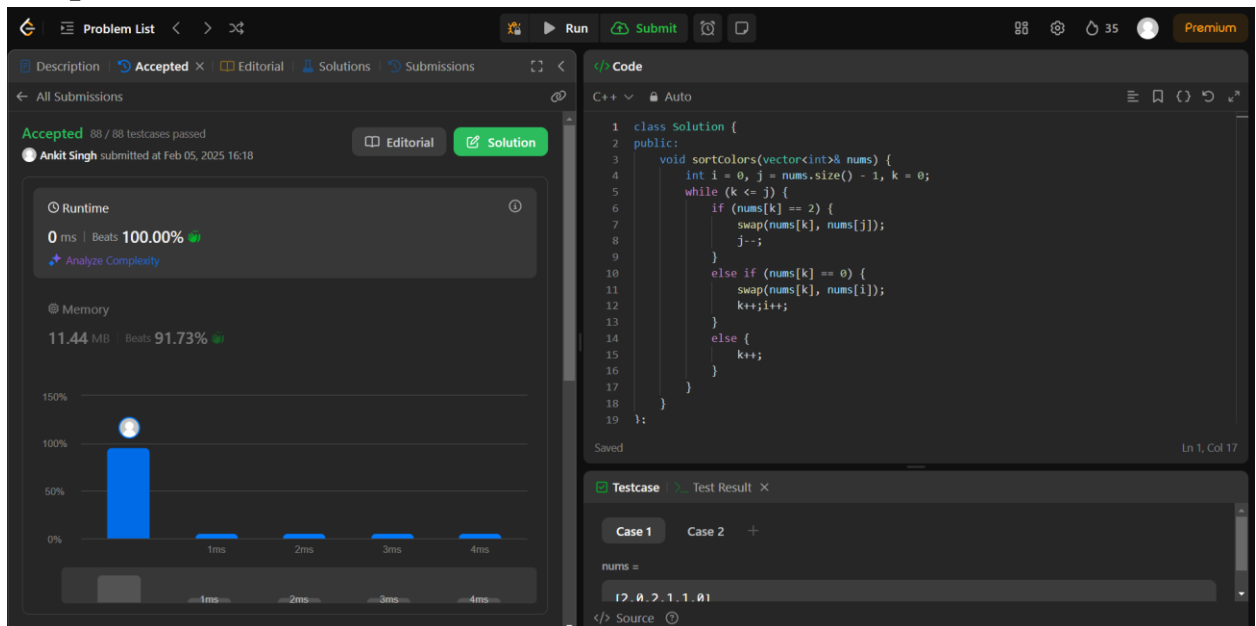 Problem List
Run
Submit
35
Premium
Description
Accepted
Editorial
Solutions
Submissions
All Submissions
Accepted 88 / 88 testcases passed
Ankit Singh submitted at Feb 05, 2025 16:18
Editorial
Solution
Runtime
0 ms | Beats 100.00%
Analyze Complexity
Memory
11.44 MB | Beats 91.73%
150%
100%
50%
0%
1ms 2ms 3ms 4ms
1ms 2ms 3ms 4ms
</> Code
C++ Auto
1 class Solution {
2 public:
3 void sortColors(vector<int>& nums) {
4 int i = 0, j = nums.size() - 1, k = 0;
5 while (k <= j) {
6 if (nums[k] == 2) {
7 swap(nums[k], nums[j]);
8 j--;
9 }
10 else if (nums[k] == 0) {
11 swap(nums[k], nums[i]);
12 k++;i++;
13 }
14 else {
15 k++;
16 }
17 }
18 }
19 };
Saved
Ln 1, Col 17
Testcase
>_ Test Result
Case 1
Case 2
nums =
[2,0,2,1,1,0]
</> Source